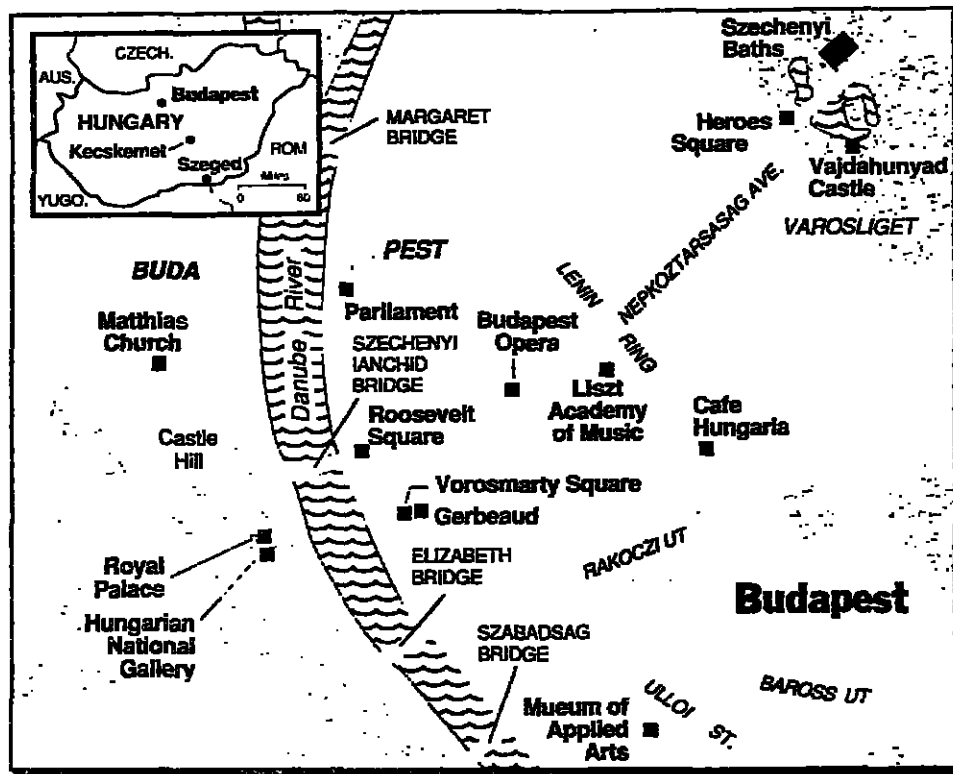 CZECH.
AUS.
Budapest
HUNGARY
Kecskemet
ROM
Szeged
Miles
0 60
YUGO.
Szechenyi
Baths
MARGARET
BRIDGE
Heroes
Square
Vajdahunyad
Castle
VAROSLIGET
NEPKOZTARSASAG AVE.
BUDA
PEST
LENIN
RING
Danube River
Matthias
Church
Parliament
SZECHENYI
IANCHID
BRIDGE
Budapest
Opera
Liszt
Academy
of Music
Cafe
Hungaria
Roosevelt
Square
Castle
Hill
Vorosmarty Square
Gerbeaud
Royal
Palace
Hungarian
National
Gallery
ELIZABETH
BRIDGE
RAKOCZI UT
Budapest
SZABADSAG
BRIDGE
Mueum of
Applied
Arts
ULLOI
ST.
BAROSS UT